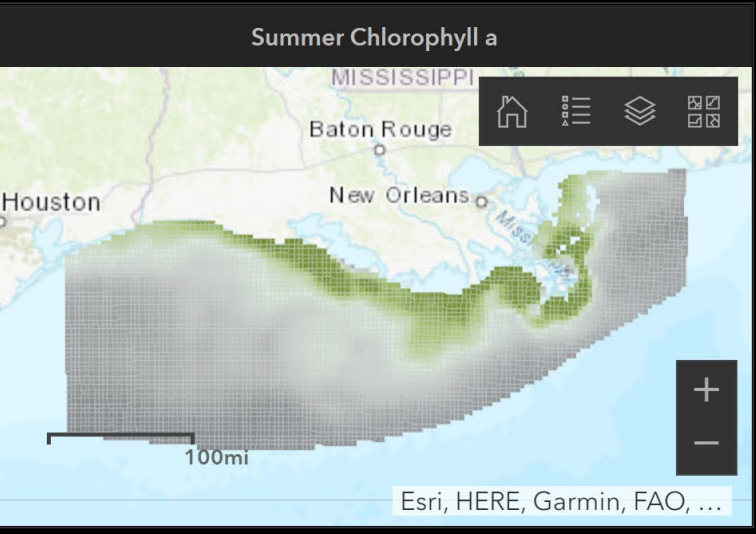 Summer Chlorophyll a
MISSISSIPPI
Baton Rouge
Houston
New Orleans
100mi
Esri, HERE, Garmin, FAO, ...